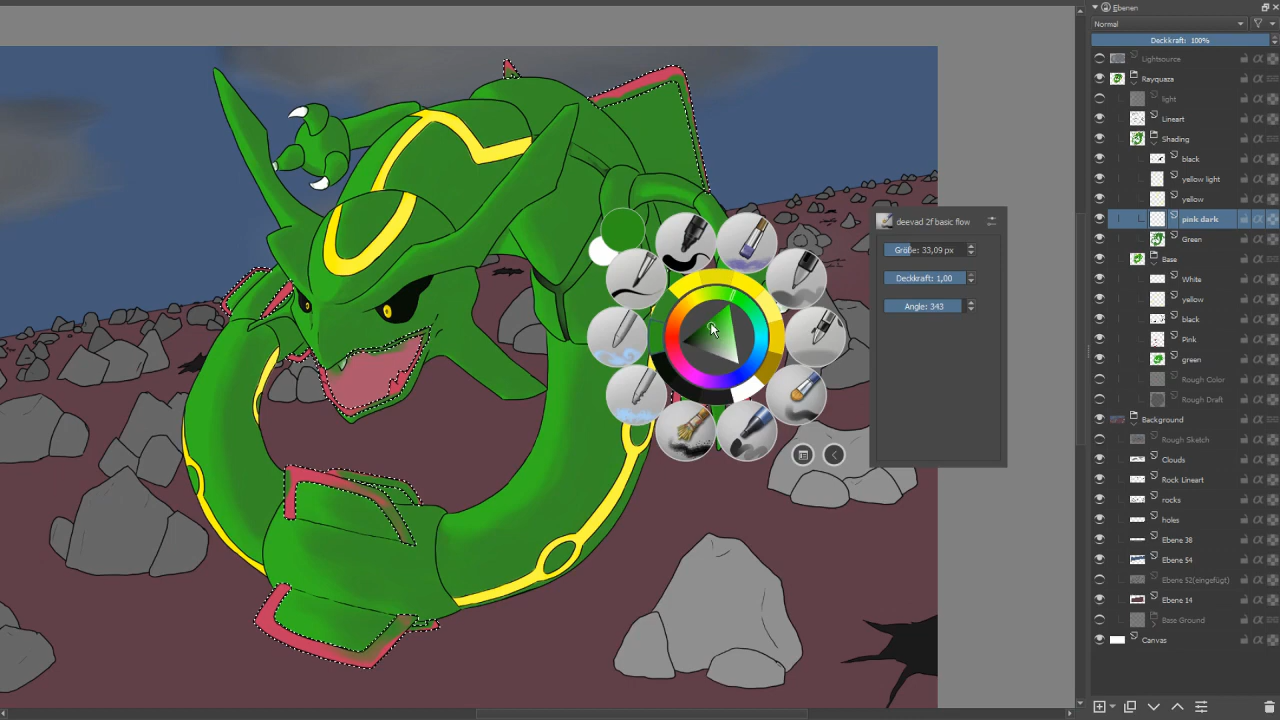 Ebenen
Normal
Deckkraft: 100%
Lightsource
Rayquaza
light
Lineart
Shading
black
yellow light
yellow
pink dark
Green
Base
White
yellow
black
Pink
green
Rough Color
Rough Draft
Background
Rough Sketch
Clouds
Rock Lineart
rocks
holes
Ebene 38
Ebene 54
Ebene 52(eingefügt)
Ebene 14
Base Ground
Canvas
deevad 2f basic flow
Größe: 33,09 px
Deckkraft: 1,00
Angle: 343